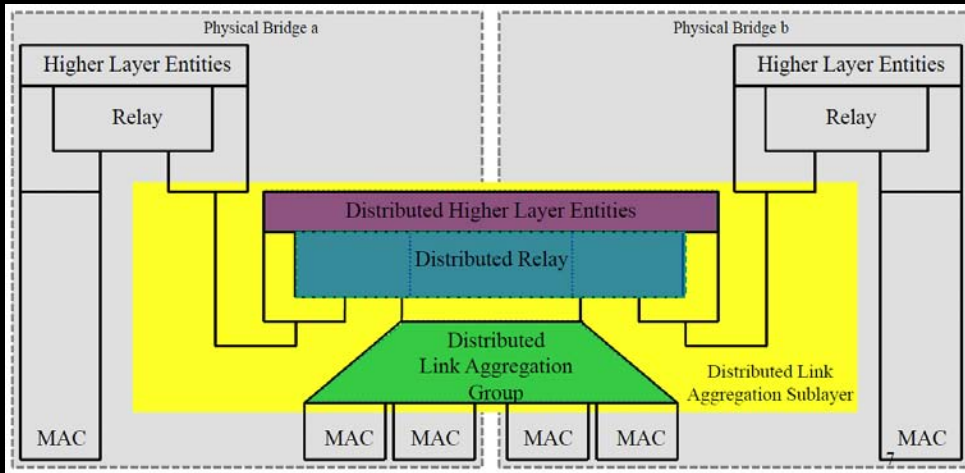 Physical Bridge a
Physical Bridge b
Higher Layer Entities
Higher Layer Entities
Relay
Relay
Distributed Higher Layer Entities
Distributed Relay
Distributed
Link Aggregation
Group
Distributed Link
Aggregation Sublayer
MAC
MAC
MAC
MAC
MAC
MAC
7